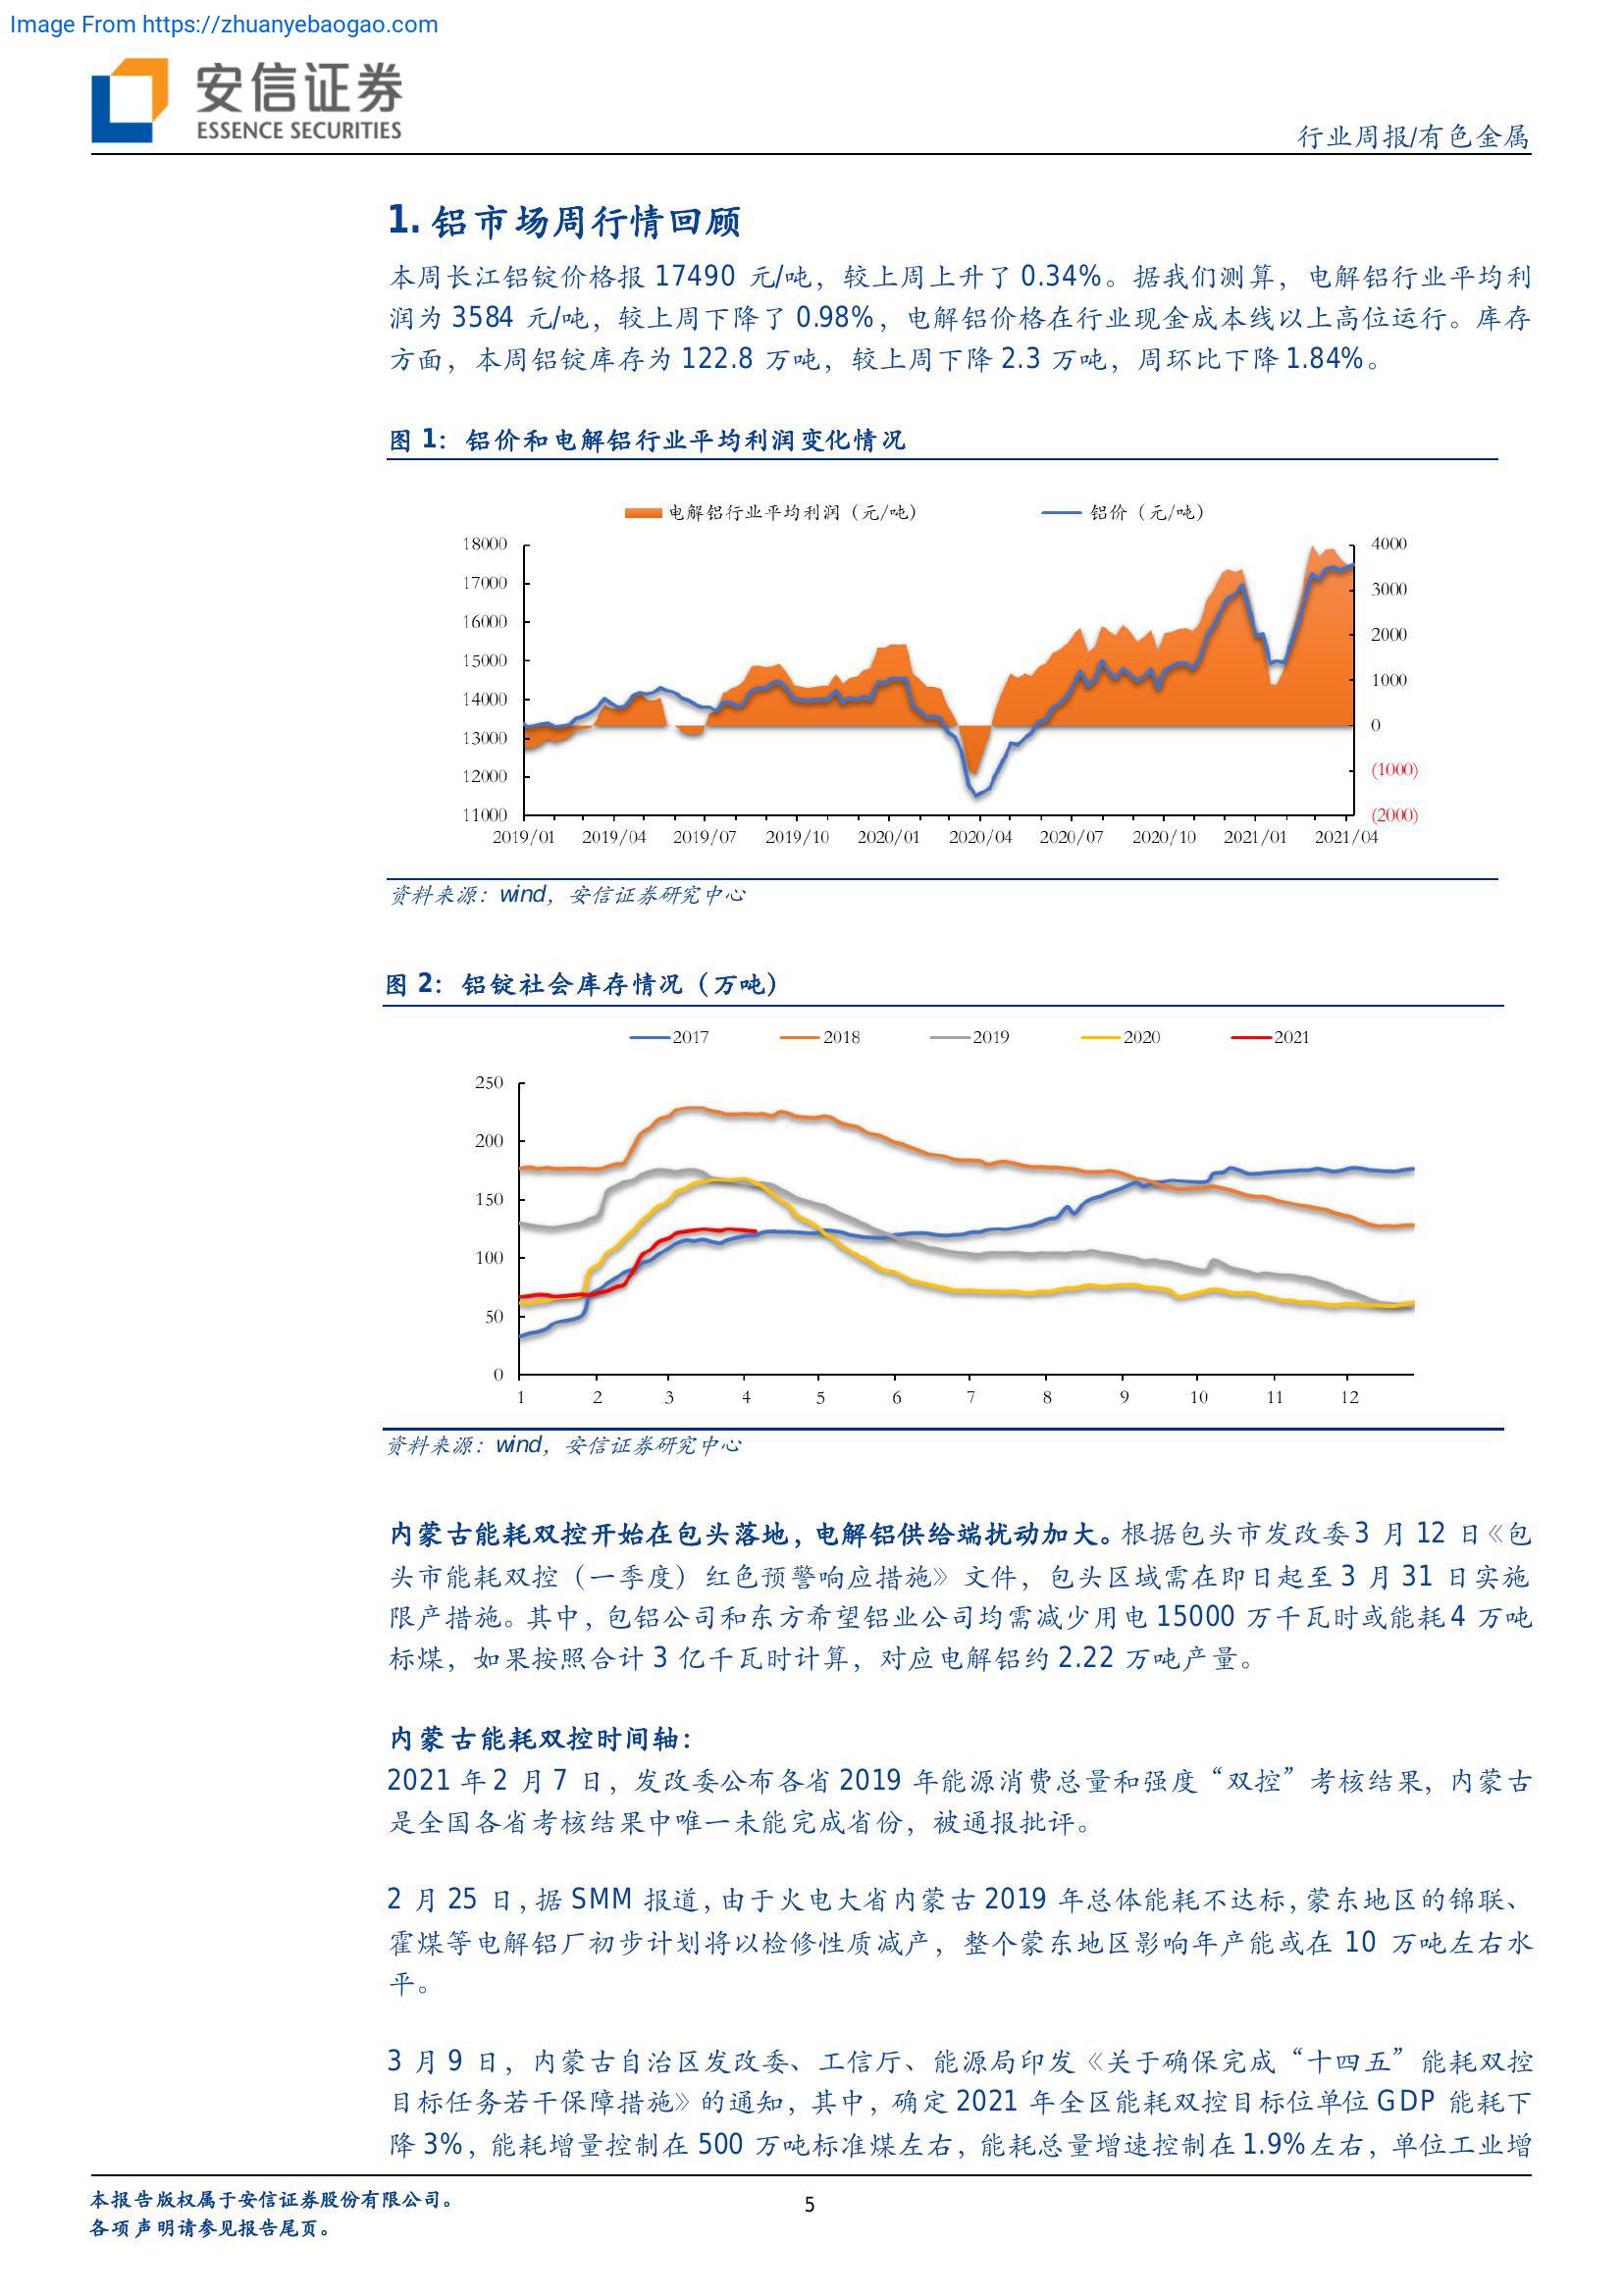 Image From https://zhuanyebaogao.com
安信证券
ESSENCE SECURITIES
行业周报/有色金属
1. 铝市场周行情回顾
本周长江铝锭价格报 17490 元/吨，较上周上升了 0.34%。据我们测算，电解铝行业平均利
润为 3584 元/吨，较上周下降了 0.98%，电解铝价格在行业现金成本线以上高位运行。库存
方面，本周铝锭库存为 122.8 万吨，较上周下降 2.3 万吨，周环比下降 1.84%。
图 1：铝价和电解铝行业平均利润变化情况
电解铝行业平均利润（元/吨） 铝价（元/吨）
18000 4000
17000 3000
16000 2000
15000 1000
14000 0
13000 (1000)
12000 (2000)
11000
2019/01 2019/04 2019/07 2019/10 2020/01 2020/04 2020/07 2020/10 2021/01 2021/04
资料来源：wind，安信证券研究中心
图 2：铝锭社会库存情况（万吨）
2017 2018 2019 2020 2021
250
200
150
100
50
0
1 2 3 4 5 6 7 8 9 10 11 12
资料来源：wind，安信证券研究中心
内蒙古能耗双控开始在包头落地，电解铝供给端扰动加大。根据包头市发改委 3 月 12 日《包
头市能耗双控（一季度）红色预警响应措施》文件，包头区域需在即日起至 3 月 31 日实施
限产措施。其中，包铝公司和东方希望铝业公司均需减少用电 15000 万千瓦时或能耗 4 万吨
标煤，如果按照合计 3 亿千瓦时计算，对应电解铝约 2.22 万吨产量。
内蒙古能耗双控时间轴：
2021 年 2 月 7 日，发改委公布各省 2019 年能源消费总量和强度“双控”考核结果，内蒙古
是全国各省考核结果中唯一未能完成省份，被通报批评。
2 月 25 日，据 SMM 报道，由于火电大省内蒙古 2019 年总体能耗不达标，蒙东地区的锦联、
霍煤等电解铝厂初步计划将以检修性质减产，整个蒙东地区影响年产能或在 10 万吨左右水
平。
3 月 9 日，内蒙古自治区发改委、工信厅、能源局印发《关于确保完成“十四五”能耗双控
目标任务若干保障措施》的通知，其中，确定 2021 年全区能耗双控目标位单位 GDP 能耗下
降 3%，能耗增量控制在 500 万吨标准煤左右，能耗总量增速控制在 1.9%左右，单位工业增
本报告版权属于安信证券股份有限公司。
各项声明请参见报告尾页。
5